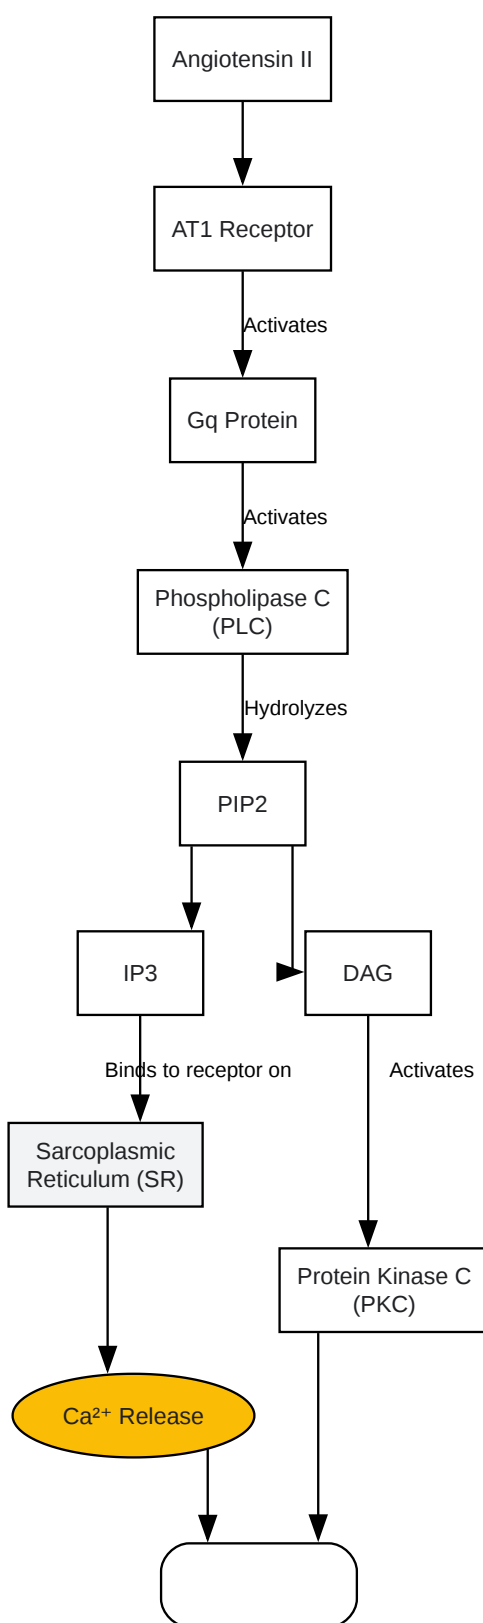 Angiotensin II
AT1 Receptor
Activates
Gq Protein
Activates
Phospholipase C
(PLC)
Hydrolyzes
PIP2
IP3
DAG
Binds to receptor on
Activates
Sarcoplasmic
Reticulum (SR)
Protein Kinase C
(PKC)
Ca²⁺ Release